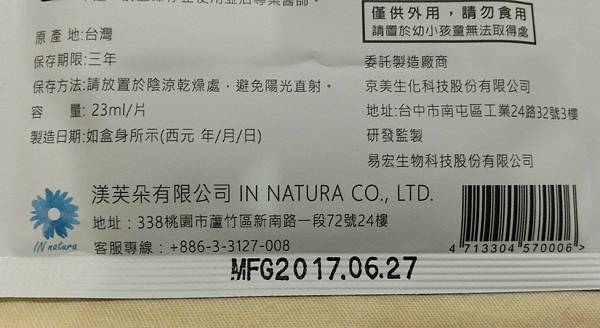 僅供外用，請勿食用
請置於幼小孩童無法取得處
原 產 地:台灣
保存期限:三年
保存方法:請放置於陰涼乾燥處，避免陽光直射。
容 量: 23ml/片
製造日期:如盒身所示(西元 年/月/日)
委託製造廠商
京美生化科技股份有限公司
地址:台中市南屯區工業24路32號3樓
研發監製
易宏生物科技股份有限公司
IN natura
渼芙朵有限公司 IN NATURA CO., LTD.
地址：338桃園市蘆竹區新南路一段72號24樓
客服專線：+886-3-3127-008
4 713304 570006 >
MFG2017.06.27